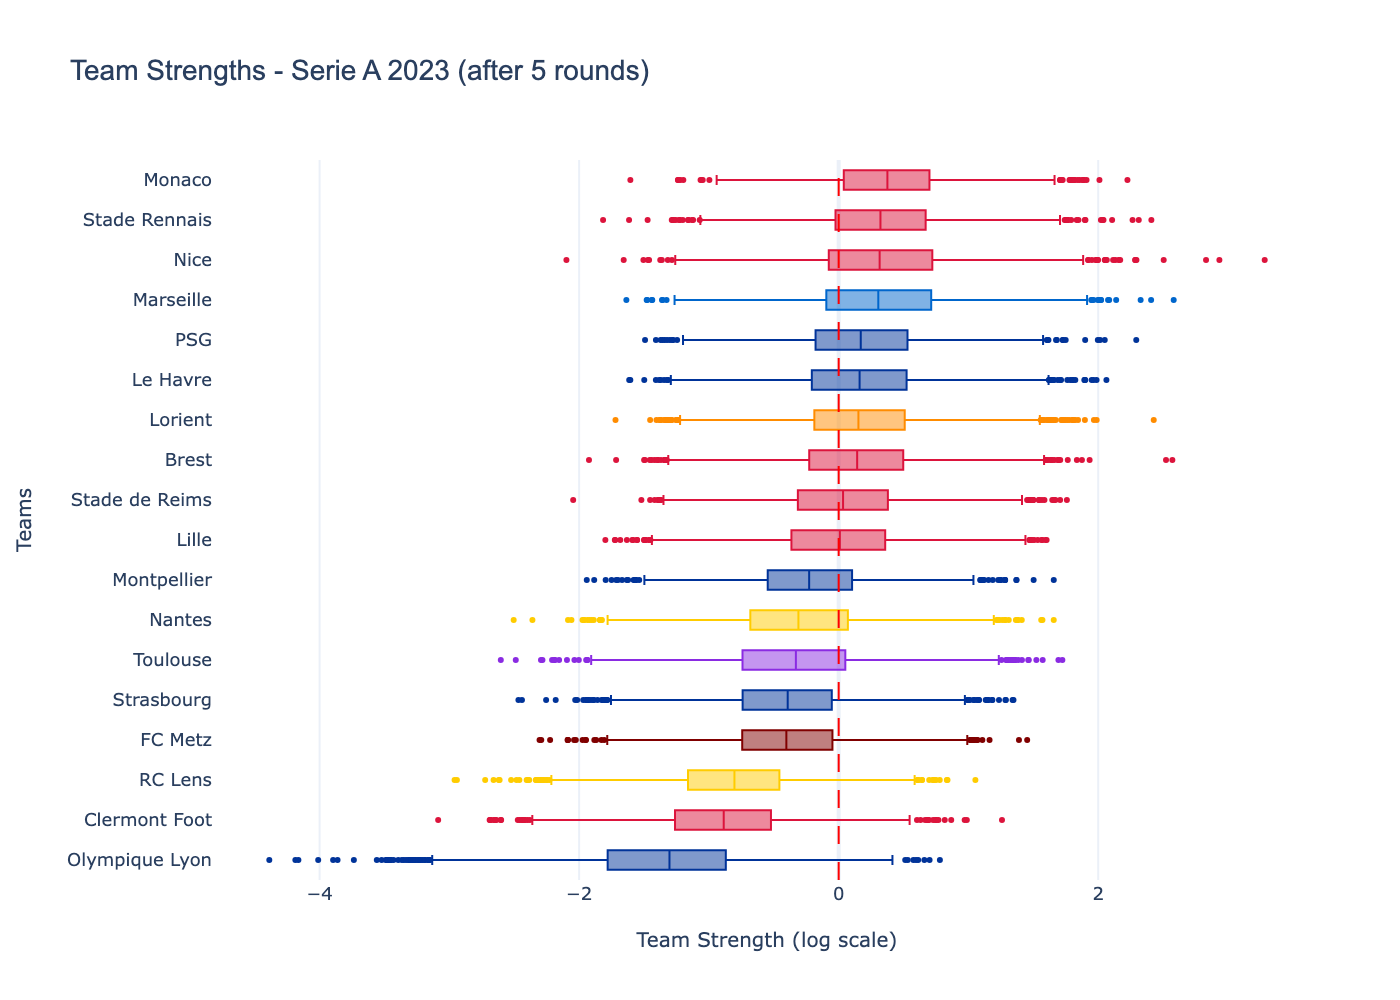 Team Strengths - Serie A 2023 (after 5 rounds)
Monaco
Stade Rennais
Nice
Marseille
PSG
Le Havre
Lorient
Brest
Stade de Reims
Lille
Montpellier
Nantes
Toulouse
Strasbourg
FC Metz
RC Lens
Clermont Foot
Olympique Lyon
Teams
−4
−2
0
2
Team Strength (log scale)